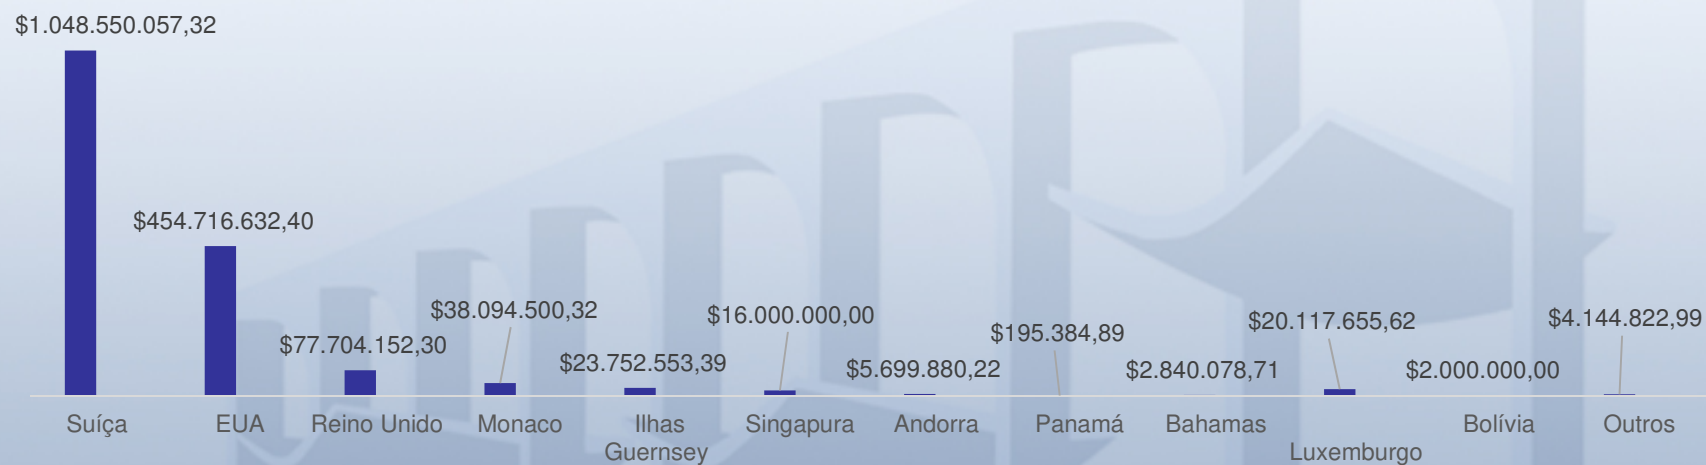 $1.048.550.057,32
$454.716.632,40
$77.704.152,30
$38.094.500,32
$23.752.553,39
$16.000.000,00
$5.699.880,22
$195.384,89
$2.840.078,71
$20.117.655,62
$2.000.000,00
$4.144.822,99
Suíça
EUA
Reino Unido
Monaco
Ilhas
Guernsey
Singapura
Andorra
Panamá
Bahamas
Luxemburgo
Bolívia
Outros